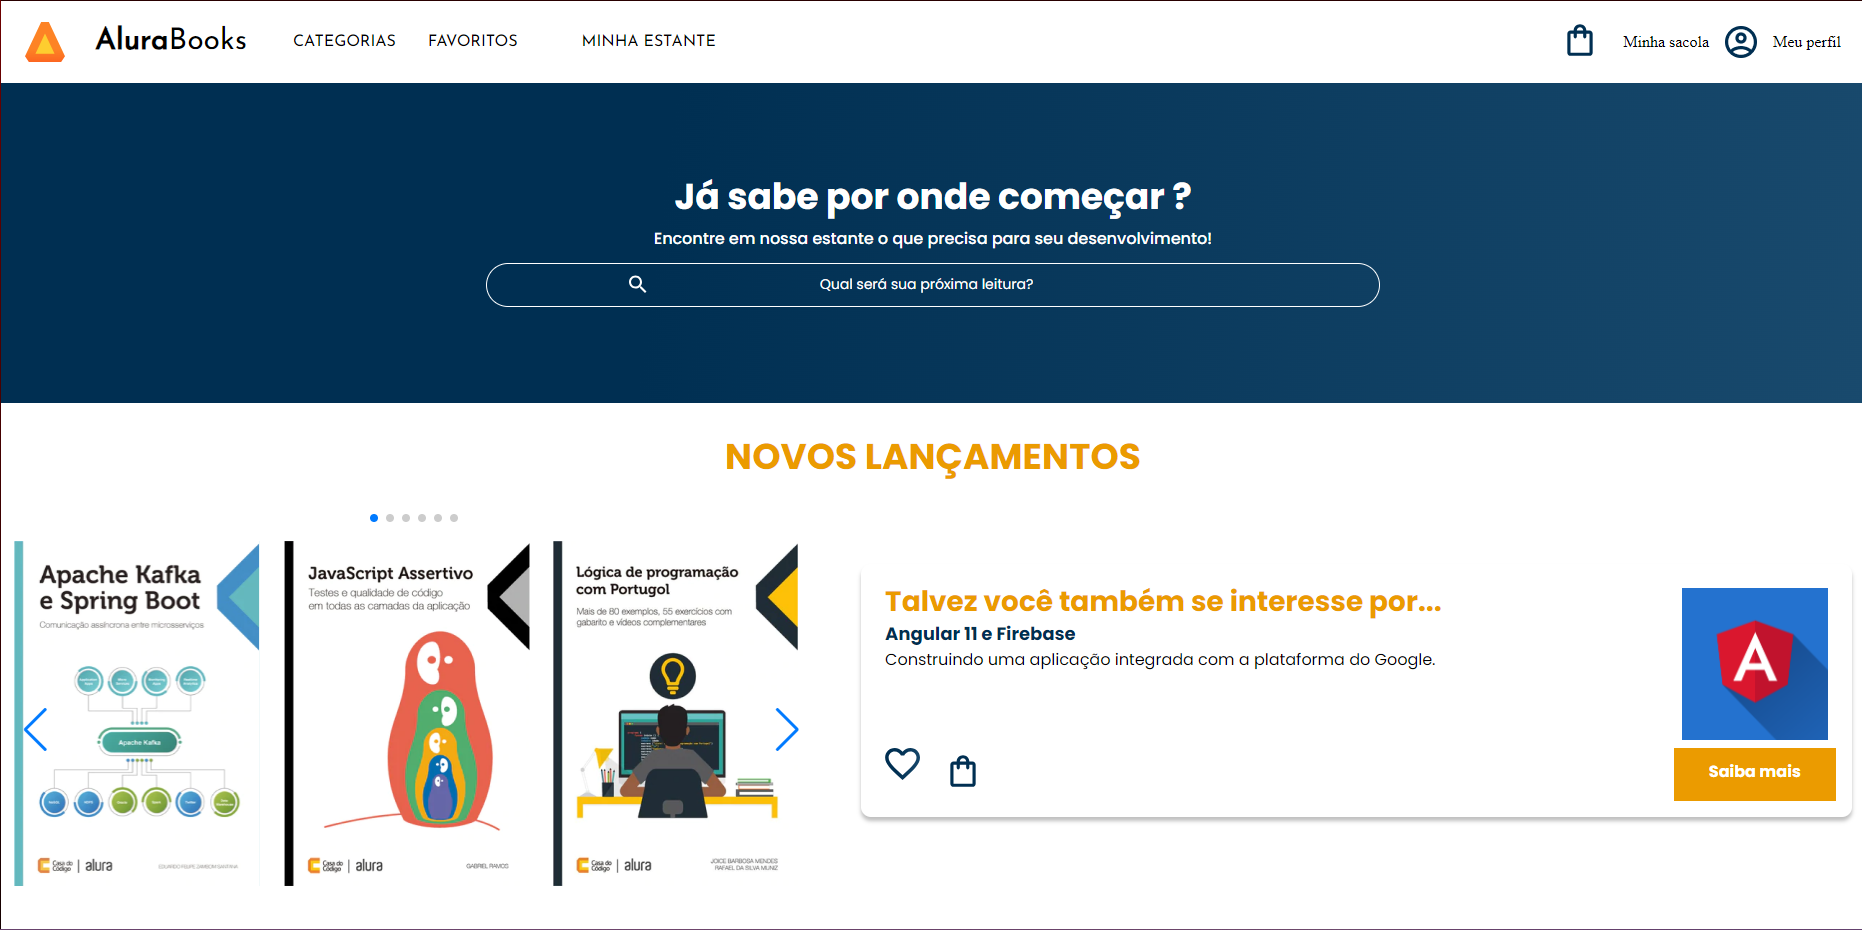 AluraBooks
CATEGORIAS
FAVORITOS
MINHA ESTANTE
Minha sacola
Meu perfil
Já sabe por onde começar ?
Encontre em nossa estante o que precisa para seu desenvolvimento!
Qual será sua próxima leitura?
NOVOS LANÇAMENTOS
Apache Kafka
e Spring Boot
Comunicação assíncrona entre microsserviços
Apache Kafka
Casa do
Código
alura
JavaScript Assertivo
Testes e qualidade de código
em todas as camadas da aplicação
Casa do
Código
alura
GABRIEL RAMOS
Lógica de programação
com Portugol
Mais de 80 exemplos, 55 exercícios com
gabarito e vídeos complementares
Casa do
Código
alura
JOICE BARBOSA MENDES
RAFAEL DA SILVA MUNIZ
Talvez você também se interesse por...
Angular 11 e Firebase
Construindo uma aplicação integrada com a plataforma do Google.
A
Saiba mais